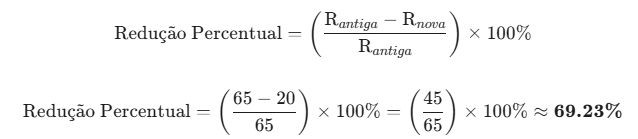 Redução Percentual = ( (R_antiga − R_nova) / R_antiga ) × 100%
Redução Percentual = ( (65 − 20) / 65 ) × 100% = ( 45 / 65 ) × 100% ≈ 69.23%